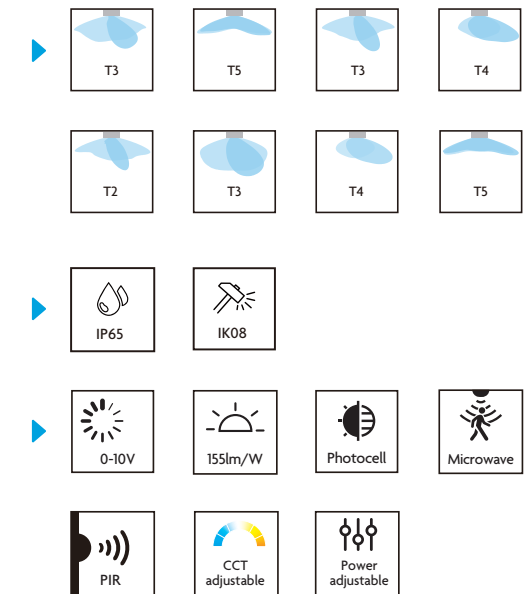 T3
T5
T3
T4
T2
T3
T4
T5
IP65
IK08
0-10V
155lm/W
Photocell
Microwave
PIR
CCT
adjustable
Power
adjustable